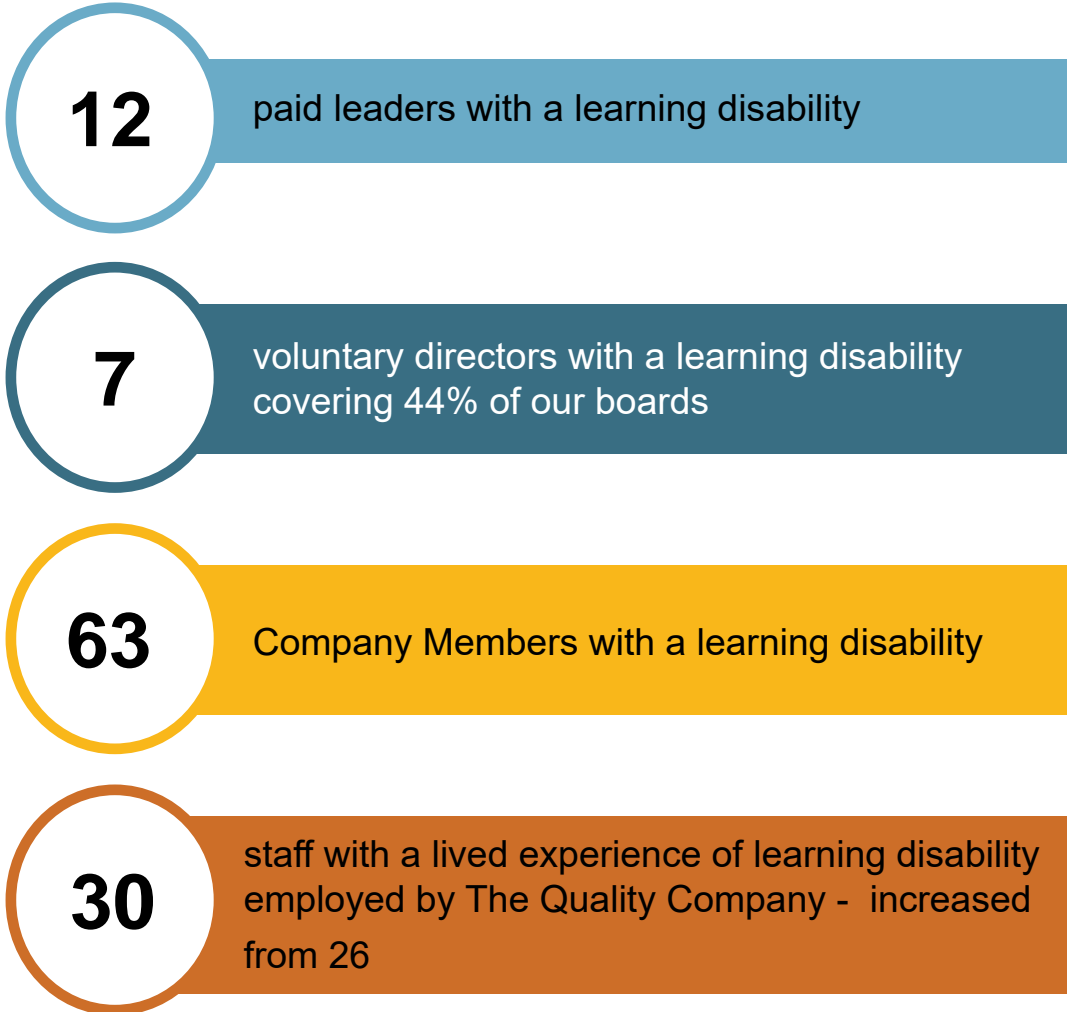 12
paid leaders with a learning disability
7
voluntary directors with a learning disability
covering 44% of our boards
63
Company Members with a learning disability
30
staff with a lived experience of learning disability
employed by The Quality Company -  increased
from 26